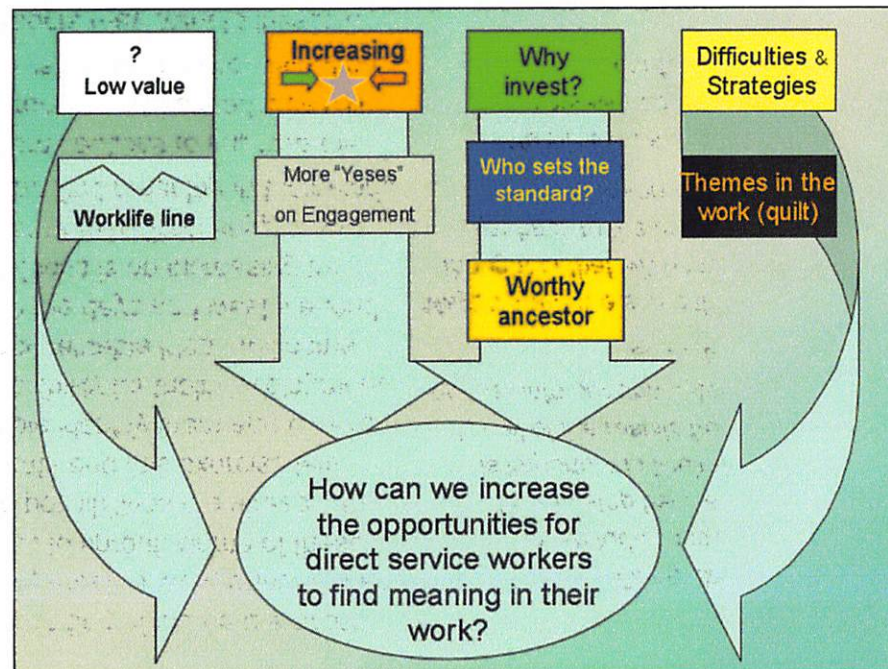 ?
Low value
Worklife line
Increasing
More "Yeses"
on Engagement
Why
invest?
Who sets the
standard?
Worthy
ancestor
Difficulties &
Strategies
Themes in the
work (quilt)
How can we increase
the opportunities for
direct service workers
to find meaning in their
work?